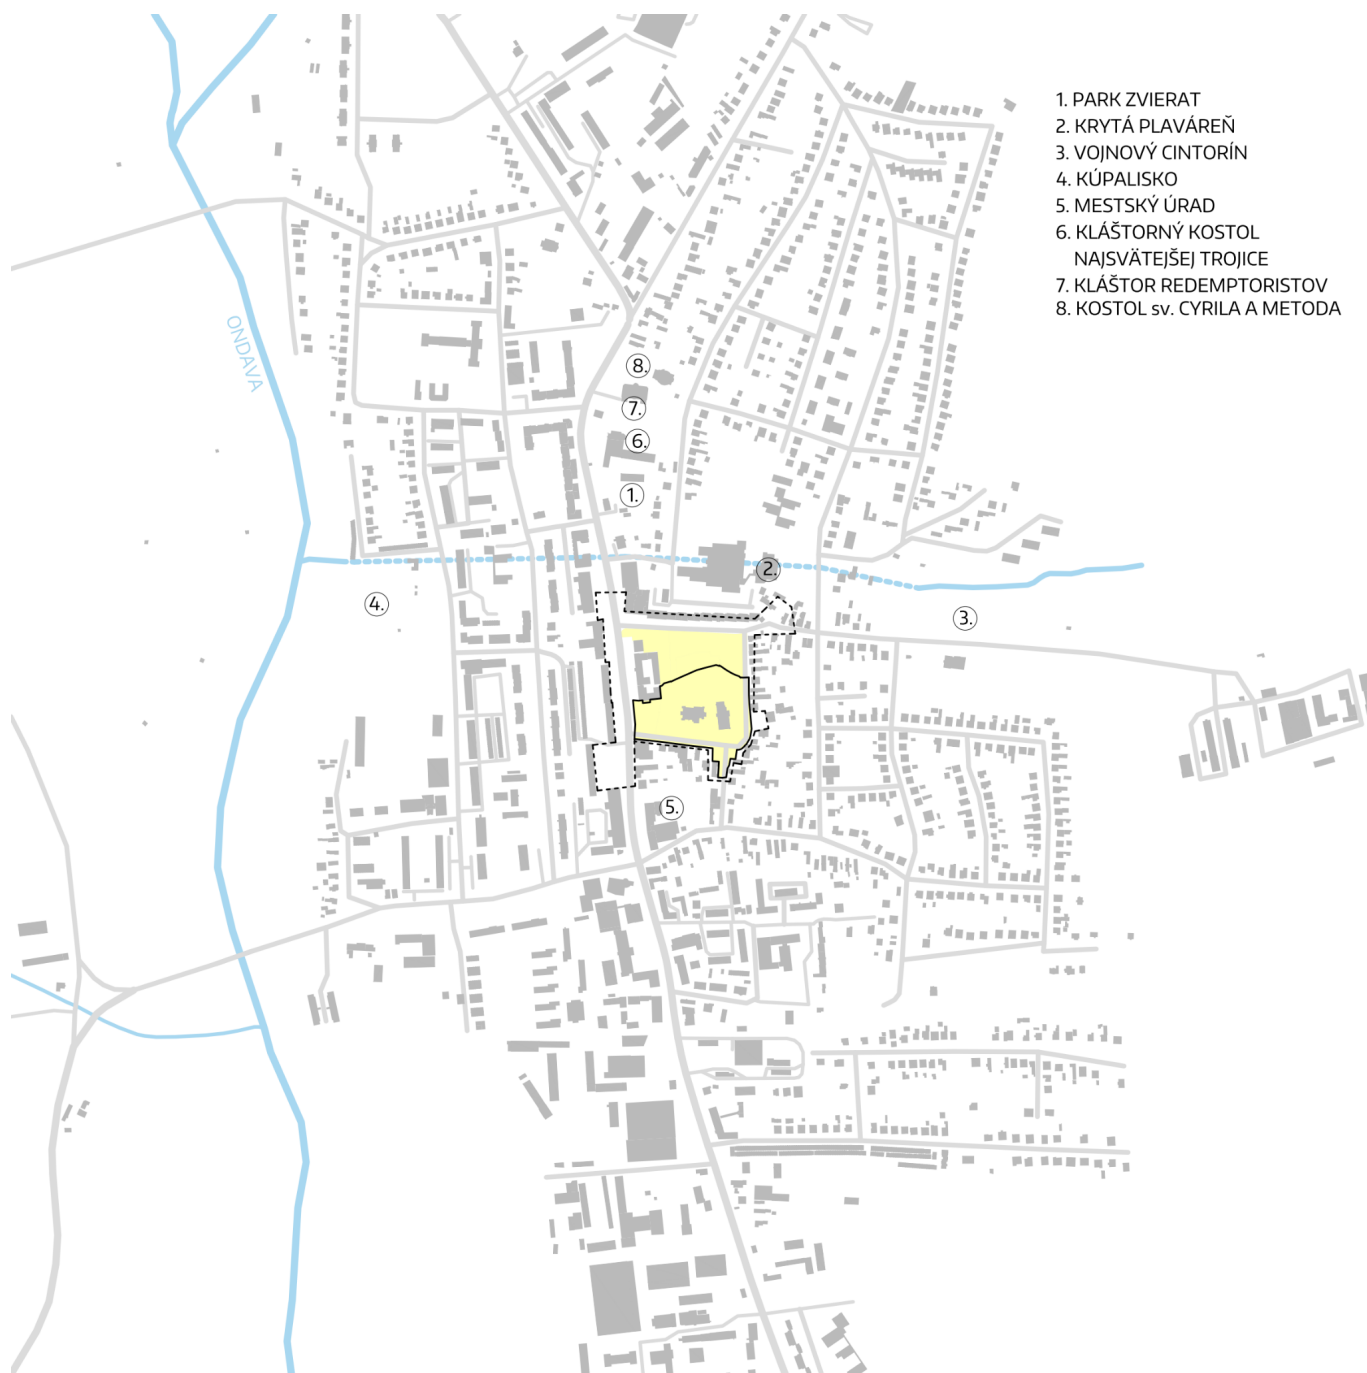 1. PARK ZVIERAT
2. KRYTÁ PLAVÁREŇ
3. VOJNOVÝ CINTORÍN
4. KÚPALISKO
5. MESTSKÝ ÚRAD
6. KLÁŠTORNÝ KOSTOL
NAJSVÄTEJŠEJ TROJICE
7. KLÁŠTOR REDEMPTORISTOV
8. KOSTOL sv. CYRILA A METODA
ONDAVA
8.
7.
6.
1.
2.
4.
3.
5.